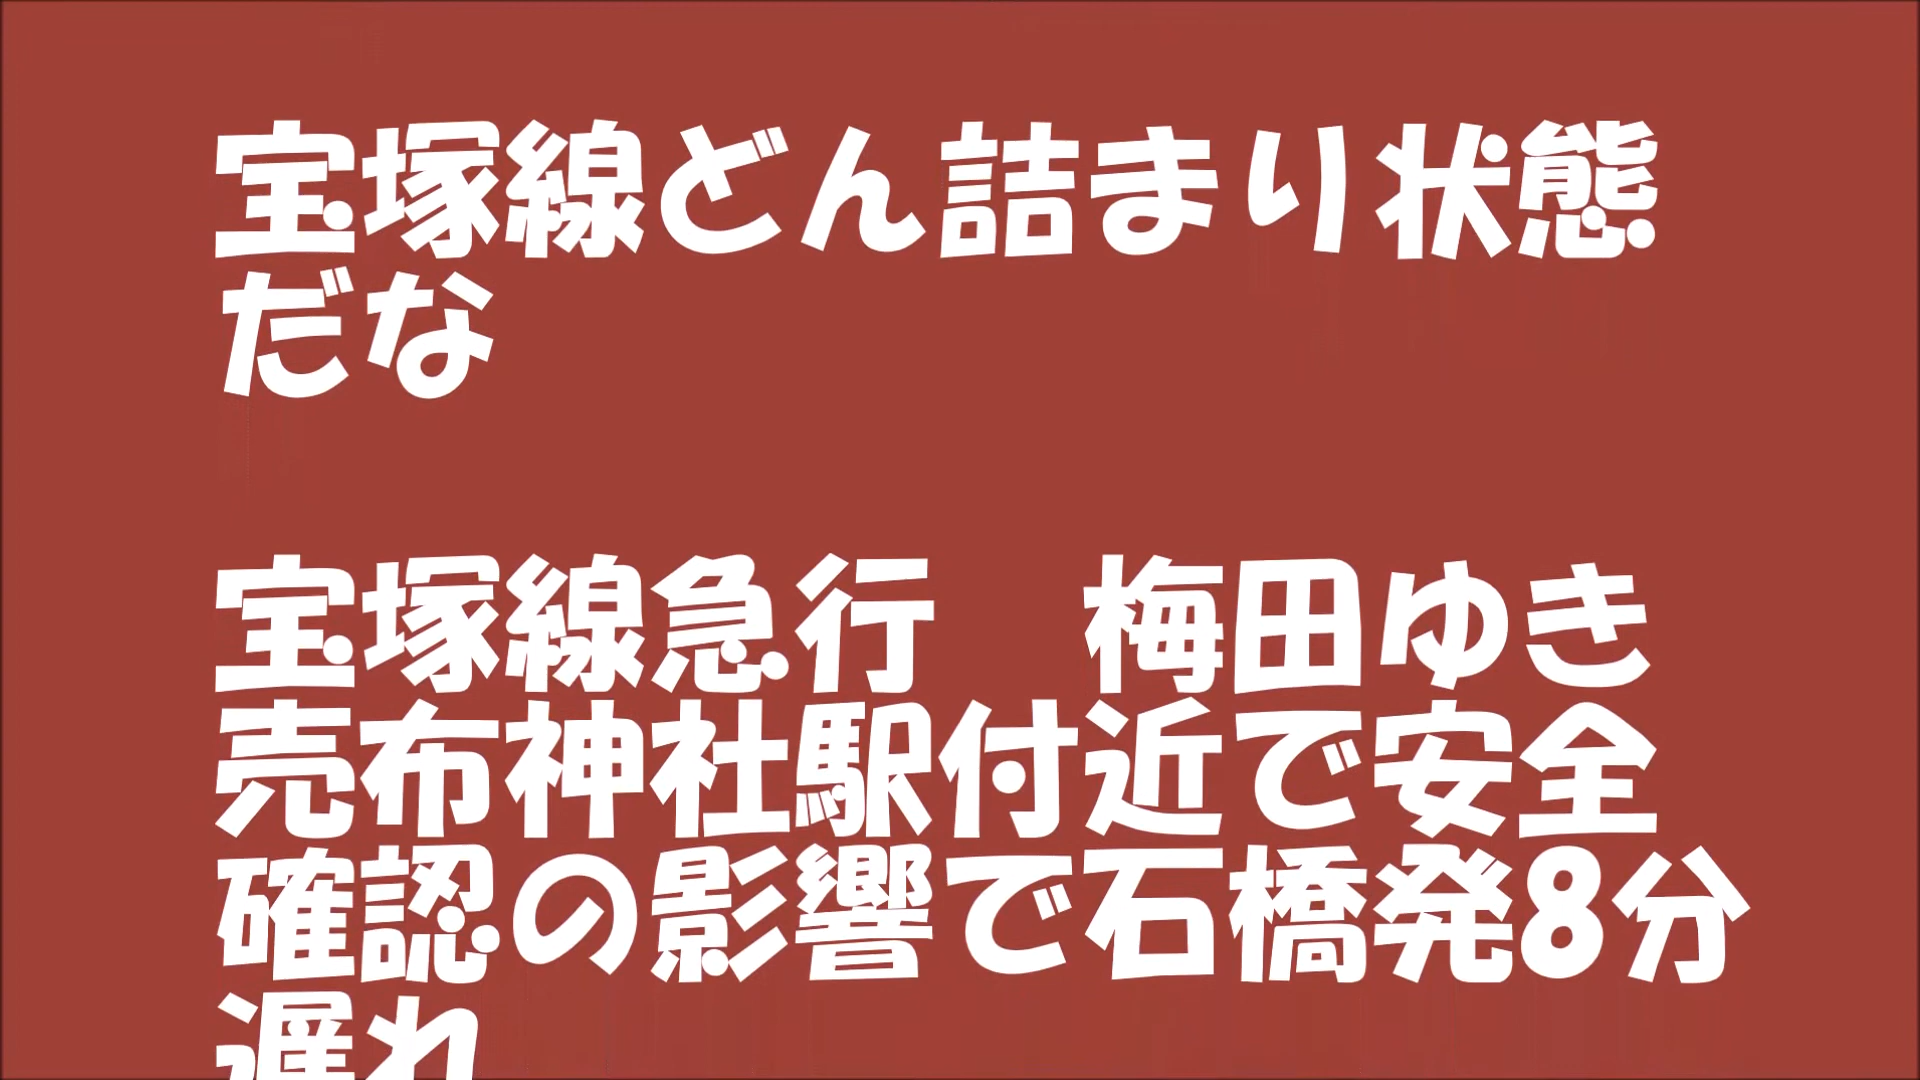 宝塚線どん詰まり状態
だな
宝塚線急行　梅田ゆき
売布神社駅付近で安全
確認の影響で石橋発8分
遅れ